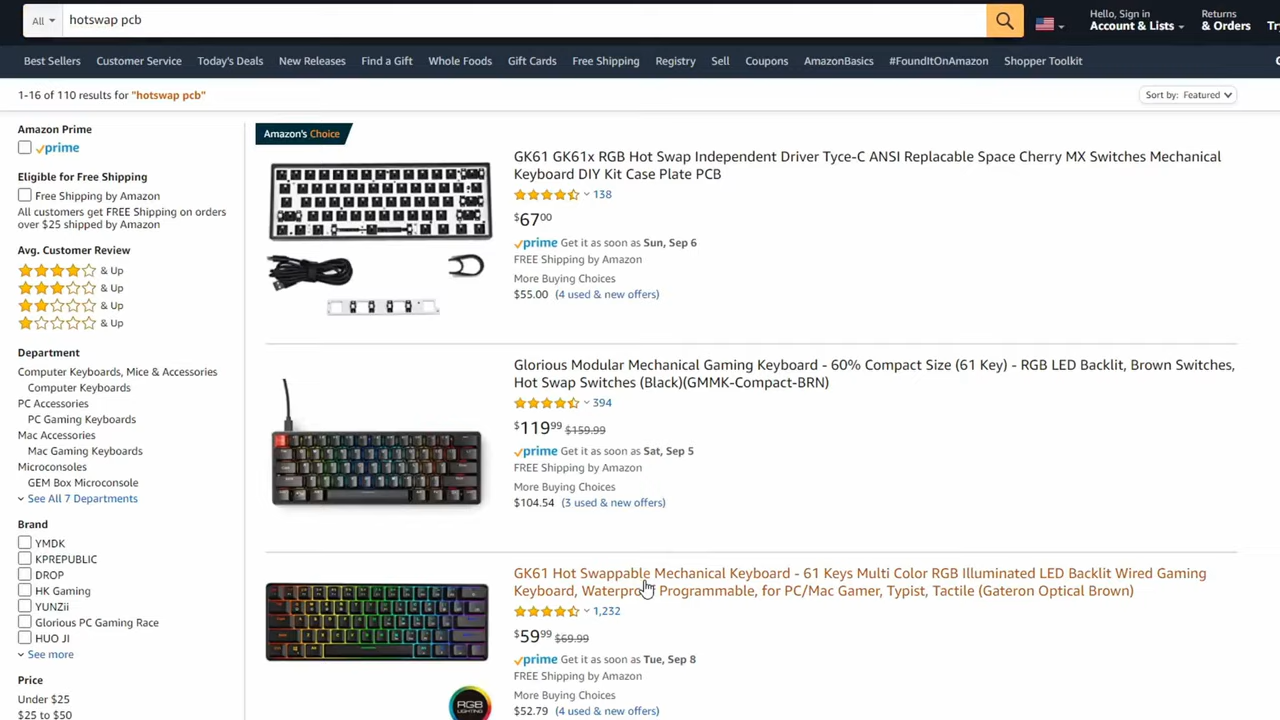 All
hotswap pcb
Hello, Sign in
Account & Lists
Returns
& Orders
Best Sellers
Customer Service
Today's Deals
New Releases
Find a Gift
Whole Foods
Gift Cards
Free Shipping
Registry
Sell
Coupons
AmazonBasics
#FoundItOnAmazon
Shopper Toolkit
1-16 of 110 results for "hotswap pcb"
Sort by: Featured
Amazon Prime
prime
Eligible for Free Shipping
Free Shipping by Amazon
All customers get FREE Shipping on orders
over $25 shipped by Amazon
Avg. Customer Review
& Up
& Up
& Up
& Up
Department
Computer Keyboards, Mice & Accessories
Computer Keyboards
PC Accessories
PC Gaming Keyboards
Mac Accessories
Mac Gaming Keyboards
Microconsoles
GEM Box Microconsole
See All 7 Departments
Brand
YMDK
KPREPUBLIC
DROP
HK Gaming
YUNZii
Glorious PC Gaming Race
HUO JI
See more
Price
Under $25
$25 to $50
Amazon's Choice
GK61 GK61x RGB Hot Swap Independent Driver Tyce-C ANSI Replacable Space Cherry MX Switches Mechanical
Keyboard DIY Kit Case Plate PCB
138
$6700
prime Get it as soon as Sun, Sep 6
FREE Shipping by Amazon
More Buying Choices
$55.00 (4 used & new offers)
Glorious Modular Mechanical Gaming Keyboard - 60% Compact Size (61 Key) - RGB LED Backlit, Brown Switches,
Hot Swap Switches (Black)(GMMK-Compact-BRN)
394
$11999 $159.99
prime Get it as soon as Sat, Sep 5
FREE Shipping by Amazon
More Buying Choices
$104.54 (3 used & new offers)
GK61 Hot Swappable Mechanical Keyboard - 61 Keys Multi Color RGB Illuminated LED Backlit Wired Gaming
Keyboard, Waterproof Programmable, for PC/Mac Gamer, Typist, Tactile (Gateron Optical Brown)
1,232
$5999 $69.99
prime Get it as soon as Tue, Sep 8
FREE Shipping by Amazon
More Buying Choices
$52.79 (4 used & new offers)
RGB
LIGHTING